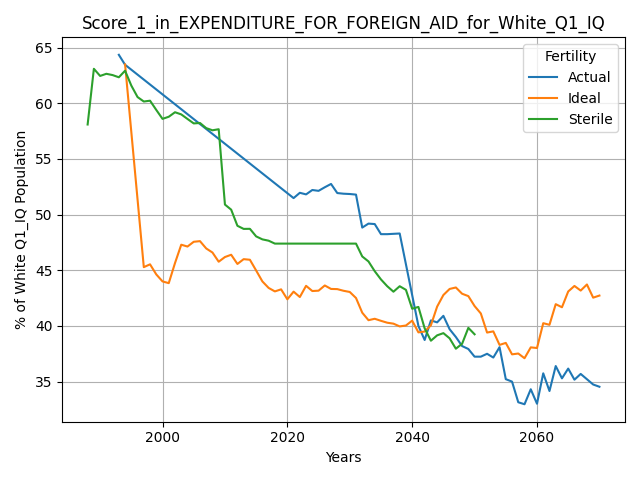 Score_1_in_EXPENDITURE_FOR_FOREIGN_AID_for_White_Q1_IQ
% of White Q1_IQ Population
65
60
55
50
45
40
35
Fertility
Actual
Ideal
Sterile
2000 2020 2040 2060
Years